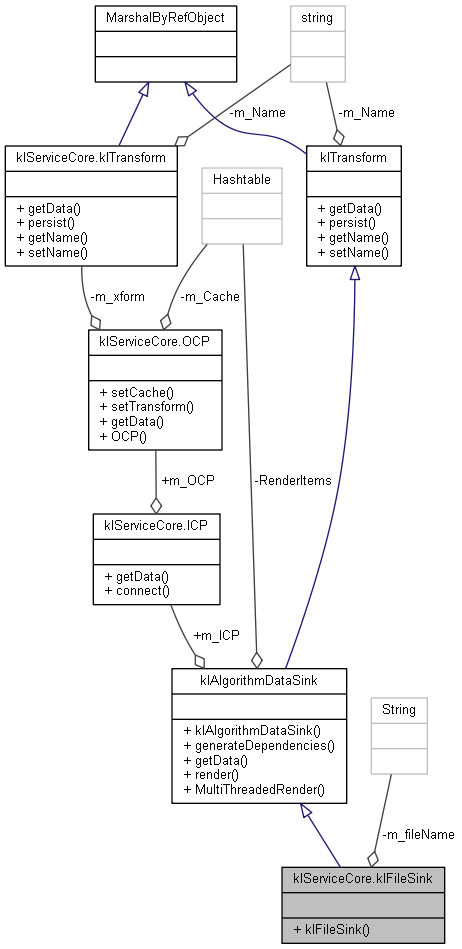 MarshalByRefObject
string
-m_Name
-m_Name
klServiceCore.klTransform
+ getData()
+ persist()
+ getName()
+ setName()
klTransform
+ getData()
+ persist()
+ getName()
+ setName()
Hashtable
-m_xform
-m_Cache
klServiceCore.OCP
+ setCache()
+ setTransform()
+ getData()
+ OCP()
+m_OCP
-RenderItems
klServiceCore.ICP
+ getData()
+ connect()
+m_ICP
klAlgorithmDataSink
+ klAlgorithmDataSink()
+ generateDependencies()
+ getData()
+ render()
+ MultiThreadedRender()
String
-m_fileName
klServiceCore.klFileSink
+ klFileSink()